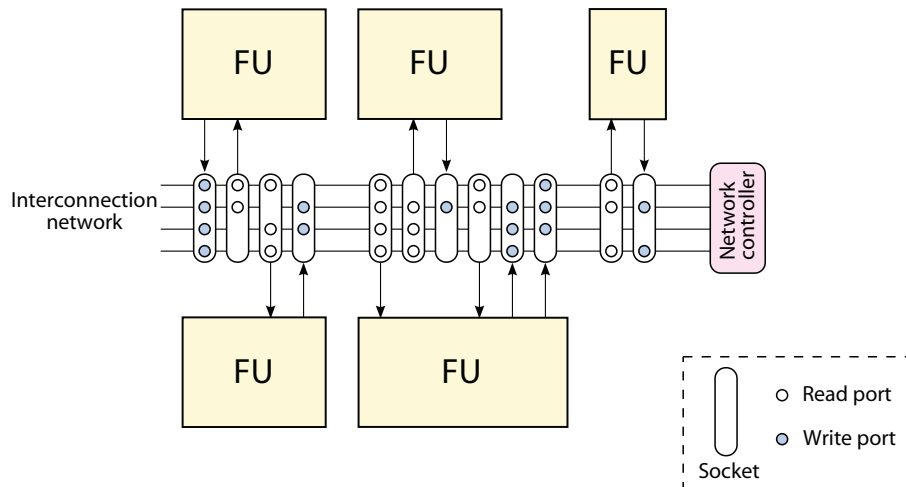 FU
FU
FU
Interconnection
network
Network
controller
FU
FU
Read port
Write port
Socket